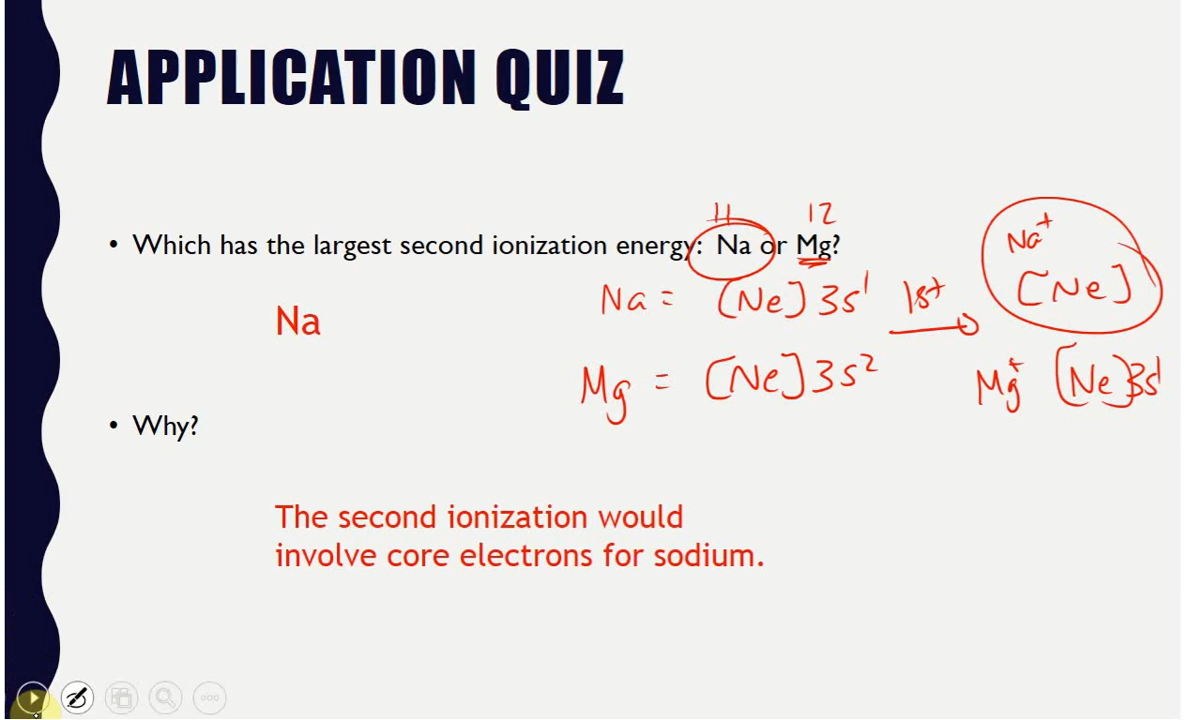 APPLICATION QUIZ
11 12
• Which has the largest second ionization energy: Na or Mg?
Na⁺
Na = [Ne] 3s¹ 1st → [Ne]
Na
Mg = [Ne] 3s² Mg⁺ [Ne] 3s¹
• Why?
The second ionization would
involve core electrons for sodium.